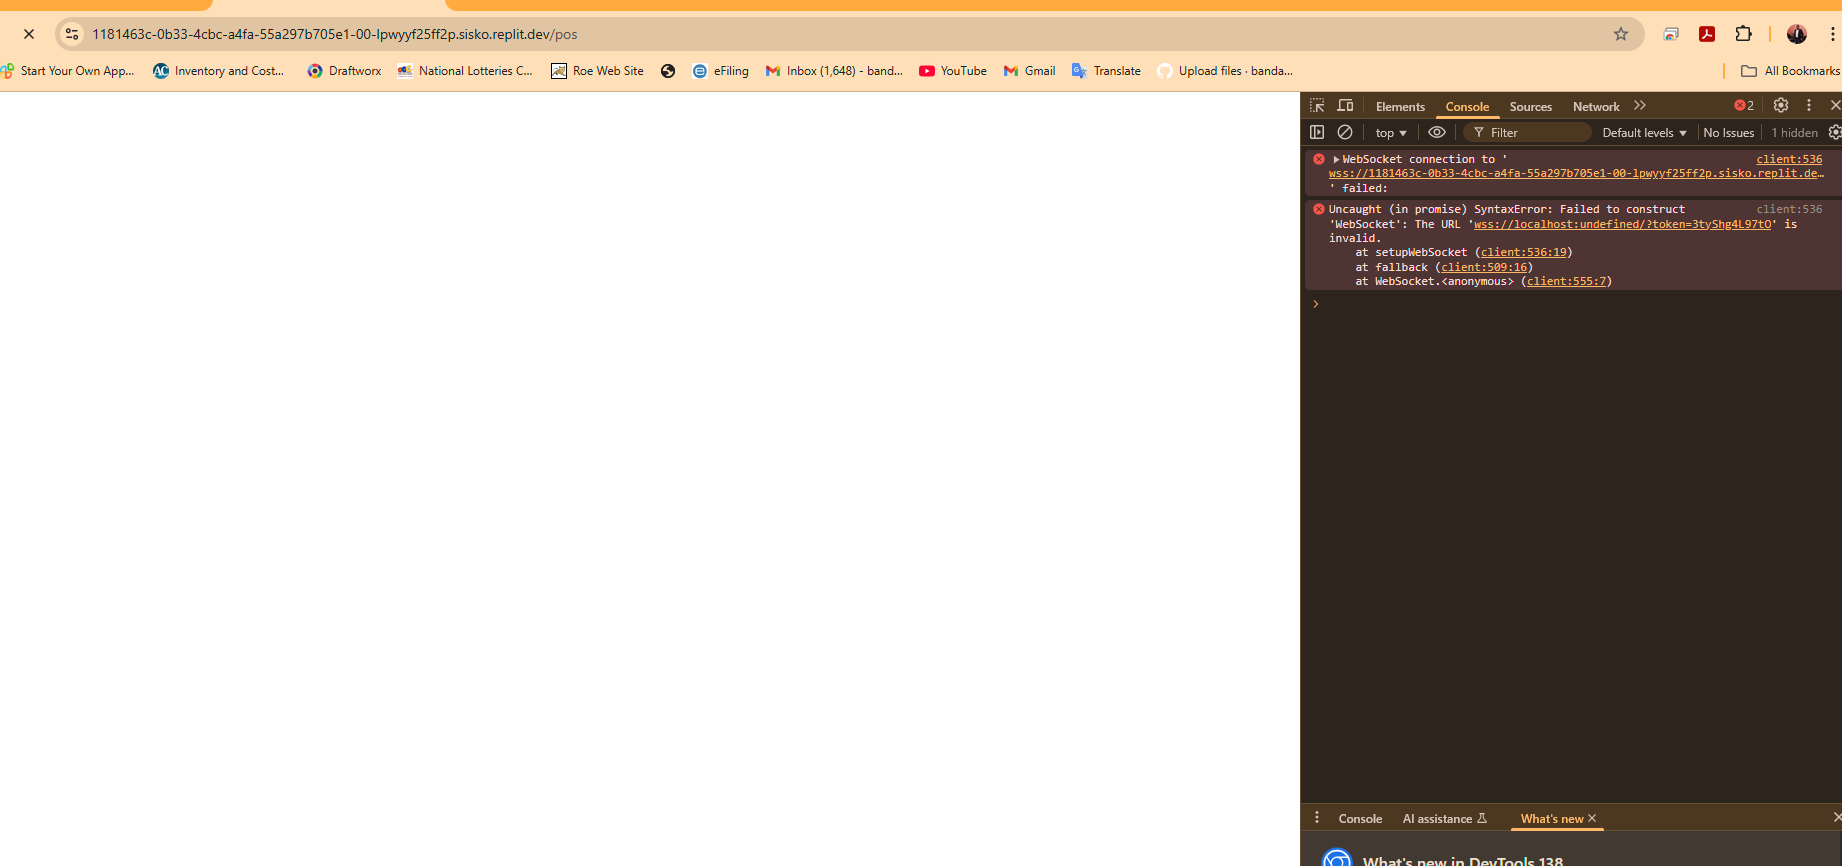 1181463c-0b33-4cbc-a4fa-55a297b705e1-00-lpwyyf25ff2p.sisko.replit.dev/pos
Start Your Own App... Inventory and Cost... Draftworx National Lotteries C... Roe Web Site eFiling Inbox (1,648) - band... YouTube Gmail Translate Upload files · banda... All Bookmarks
Elements Console Sources Network 2
top Filter Default levels No Issues 1 hidden
WebSocket connection to ' client:536
wss://1181463c-0b33-4cbc-a4fa-55a297b705e1-00-lpwyyf25ff2p.sisko.replit.de…
' failed:
Uncaught (in promise) SyntaxError: Failed to construct client:536
'WebSocket': The URL 'wss://localhost:undefined/?token=3tyShg4L97tO' is
invalid.
at setupWebSocket (client:536:19)
at fallback (client:509:16)
at WebSocket.<anonymous> (client:555:7)
Console AI assistance What's new
What's new in DevTools 138